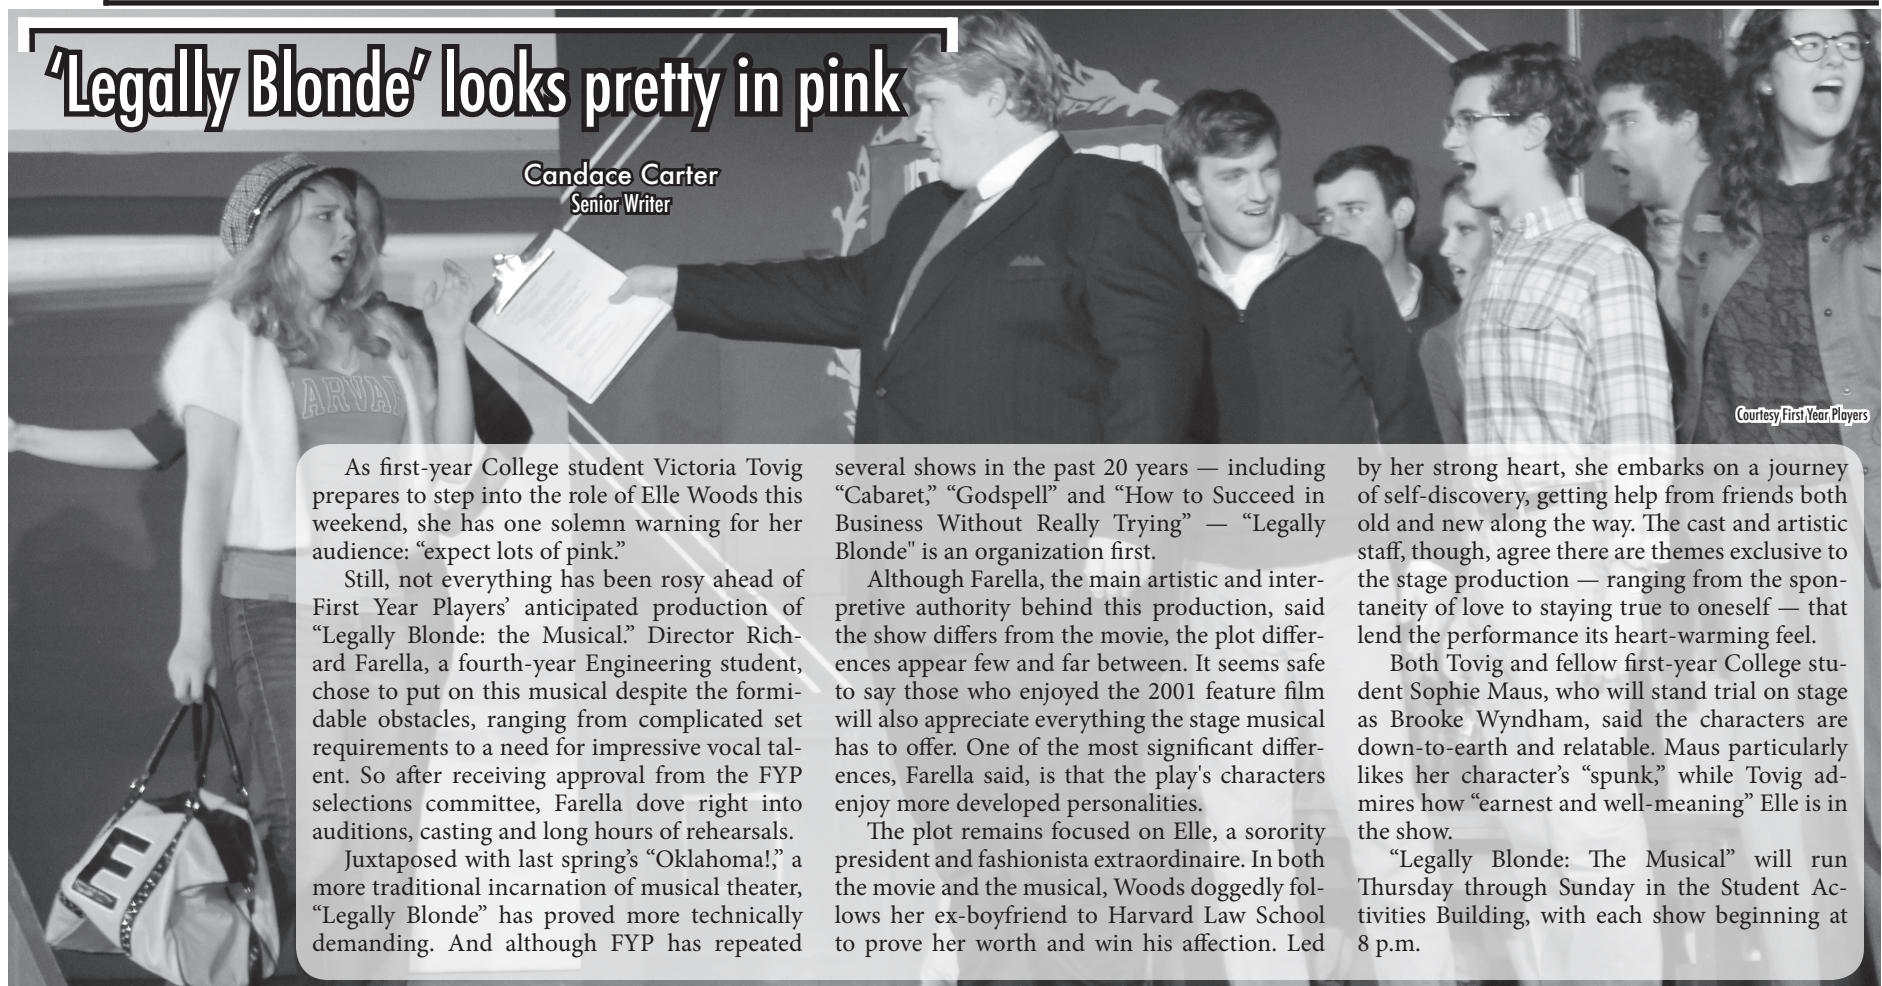 ‘Legally Blonde’ looks pretty in pink
Candace Carter
Senior Writer
ARVAR
E
Courtesy First Year Players
As first-year College student Victoria Tovig
prepares to step into the role of Elle Woods this
weekend, she has one solemn warning for her
audience: “expect lots of pink.”
Still, not everything has been rosy ahead of
First Year Players’ anticipated production of
“Legally Blonde: the Musical.” Director Rich-
ard Farella, a fourth-year Engineering student,
chose to put on this musical despite the formi-
dable obstacles, ranging from complicated set
requirements to a need for impressive vocal tal-
ent. So after receiving approval from the FYP
selections committee, Farella dove right into
auditions, casting and long hours of rehearsals.
Juxtaposed with last spring’s “Oklahoma!,” a
more traditional incarnation of musical theater,
“Legally Blonde” has proved more technically
demanding. And although FYP has repeated
several shows in the past 20 years — including
“Cabaret,” “Godspell” and “How to Succeed in
Business Without Really Trying” — “Legally
Blonde" is an organization first.
Although Farella, the main artistic and inter-
pretive authority behind this production, said
the show differs from the movie, the plot differ-
ences appear few and far between. It seems safe
to say those who enjoyed the 2001 feature film
will also appreciate everything the stage musical
has to offer. One of the most significant differ-
ences, Farella said, is that the play's characters
enjoy more developed personalities.
The plot remains focused on Elle, a sorority
president and fashionista extraordinaire. In both
the movie and the musical, Woods doggedly fol-
lows her ex-boyfriend to Harvard Law School
to prove her worth and win his affection. Led
by her strong heart, she embarks on a journey
of self-discovery, getting help from friends both
old and new along the way. The cast and artistic
staff, though, agree there are themes exclusive to
the stage production — ranging from the spon-
taneity of love to staying true to oneself — that
lend the performance its heart-warming feel.
Both Tovig and fellow first-year College stu-
dent Sophie Maus, who will stand trial on stage
as Brooke Wyndham, said the characters are
down-to-earth and relatable. Maus particularly
likes her character’s “spunk,” while Tovig ad-
mires how “earnest and well-meaning” Elle is in
the show.
“Legally Blonde: The Musical” will run
Thursday through Sunday in the Student Ac-
tivities Building, with each show beginning at
8 p.m.